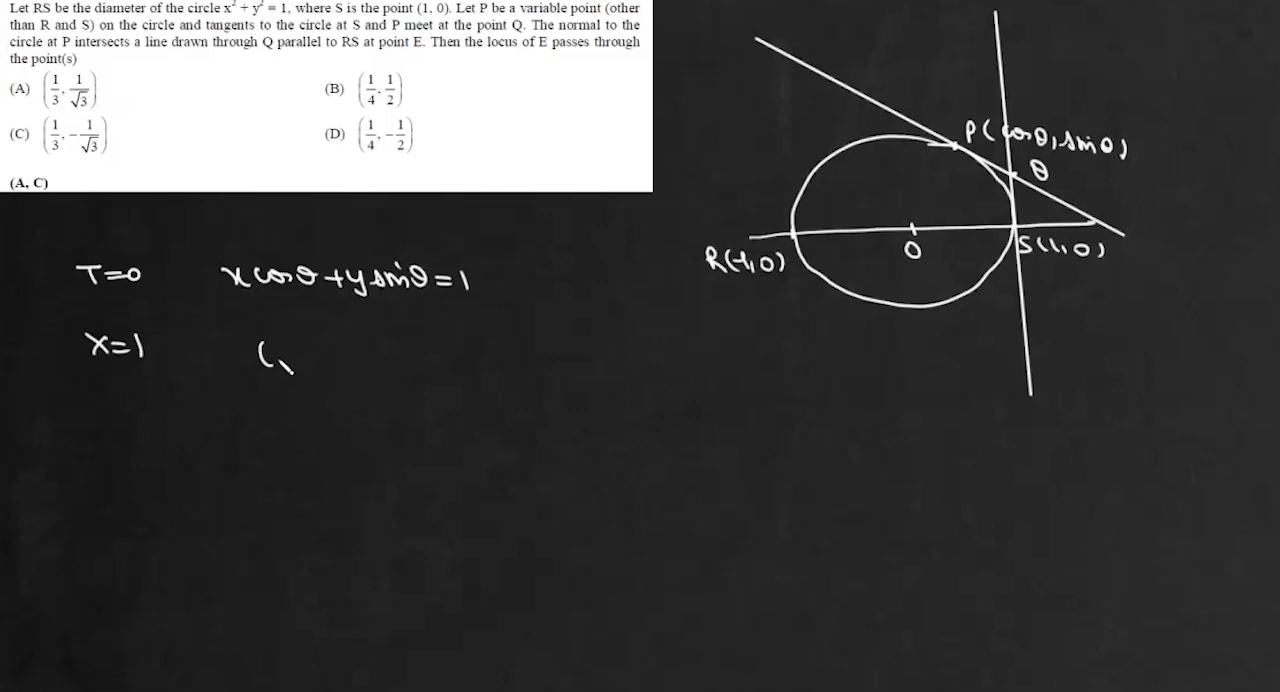 Let RS be the diameter of the circle x² + y² = 1, where S is the point (1, 0). Let P be a variable point (other
than R and S) on the circle and tangents to the circle at S and P meet at the point Q. The normal to the
circle at P intersects a line drawn through Q parallel to RS at point E. Then the locus of E passes through
the point(s)
(A) (1/3, 1/√3) (B) (1/4, 1/2)
(C) (1/3, -1/√3) (D) (1/4, -1/2)
(A, C)
P(cosθ, sinθ)
θ
R(-1,0) O S(1,0)
T=0 x cosθ + y sinθ = 1
x=1 (,